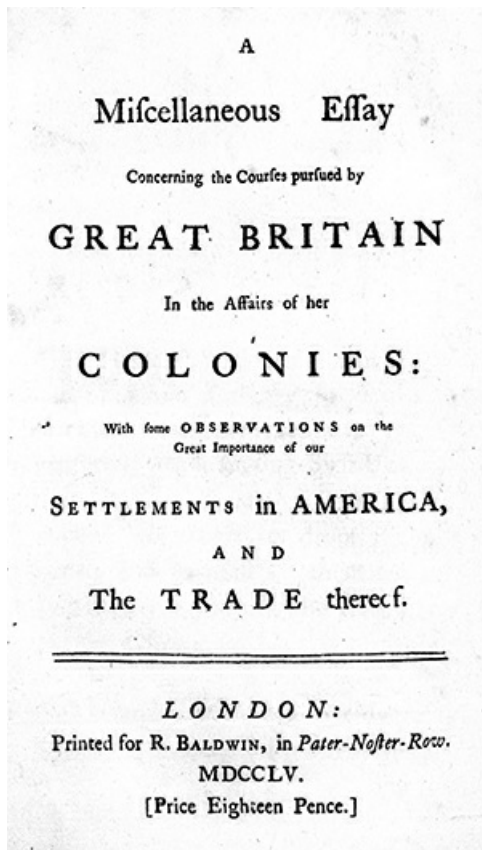 A
Miſcellaneous Eſſay
Concerning the Courſes purſued by
GREAT BRITAIN
In the Affairs of her
COLONIES:
With ſome OBSERVATIONS on the
Great Importance of our
SETTLEMENTS in AMERICA,
AND
The TRADE thereof.
LONDON:
Printed for R. BALDWIN, in Pater-Noſter-Row.
MDCCLV.
[Price Eighteen Pence.]